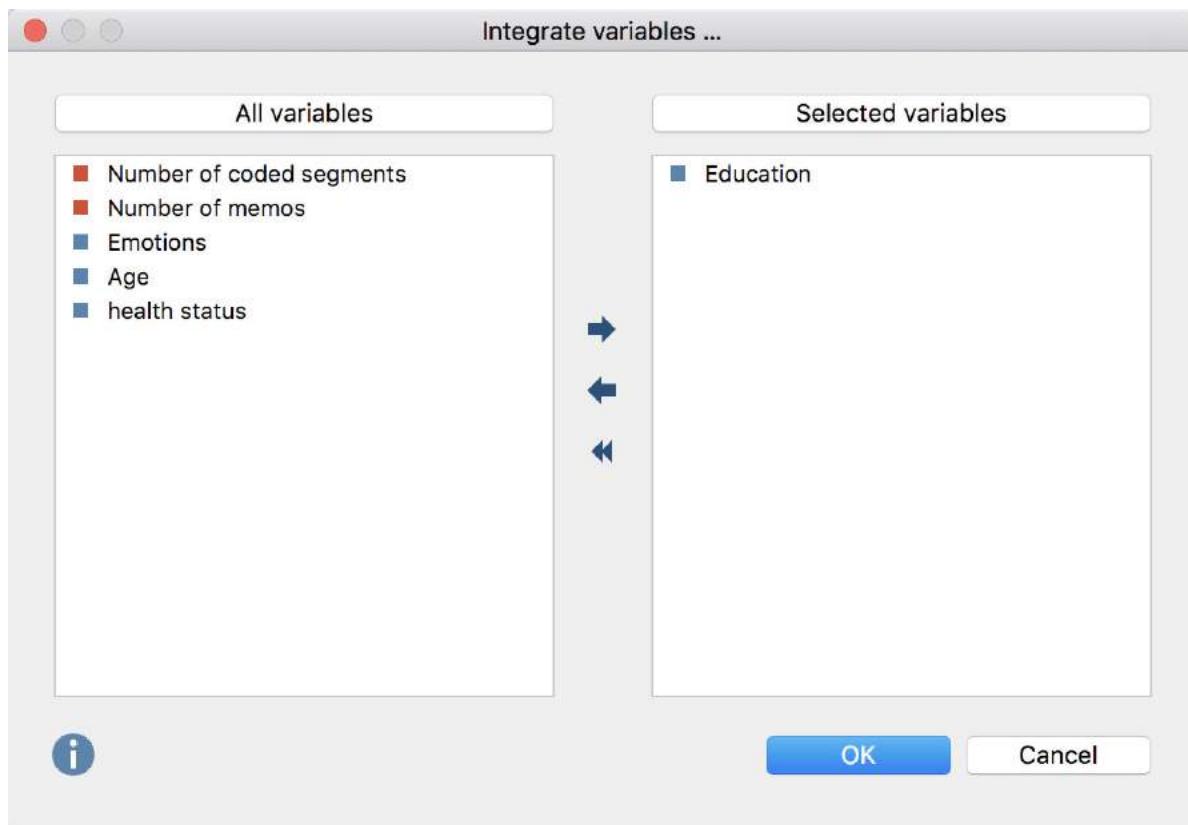 Integrate variables ...
All variables
Number of coded segments
Number of memos
Emotions
Age
health status
Selected variables
Education
OK
Cancel